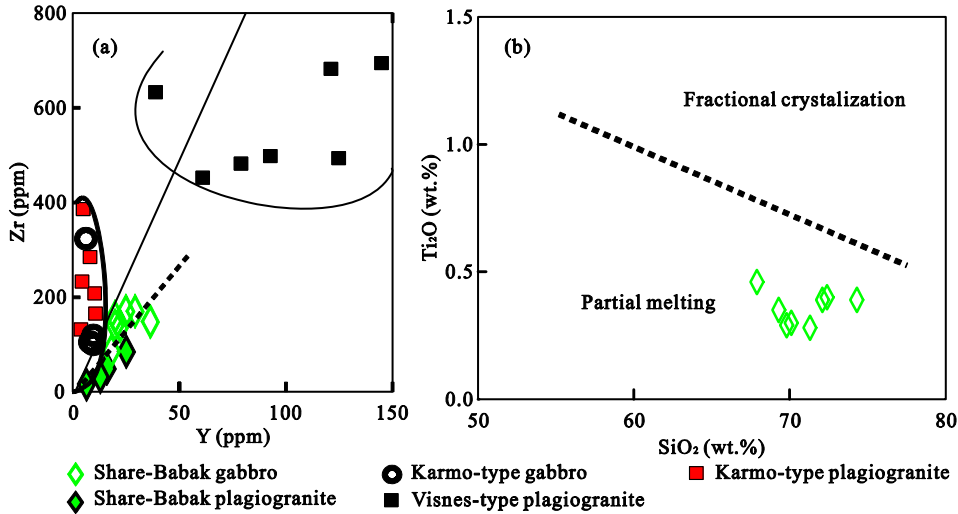 (a)
800
600
400
200
0
Zr (ppm)
0
50
100
150
Y (ppm)
(b)
1.5
1.0
0.5
0.0
Ti₂O (wt.%)
Fractional crystalization
Partial melting
50
60
70
80
SiO₂ (wt.%)
Share-Babak gabbro
Karmo-type gabbro
Karmo-type plagiogranite
Share-Babak plagiogranite
Visnes-type plagiogranite